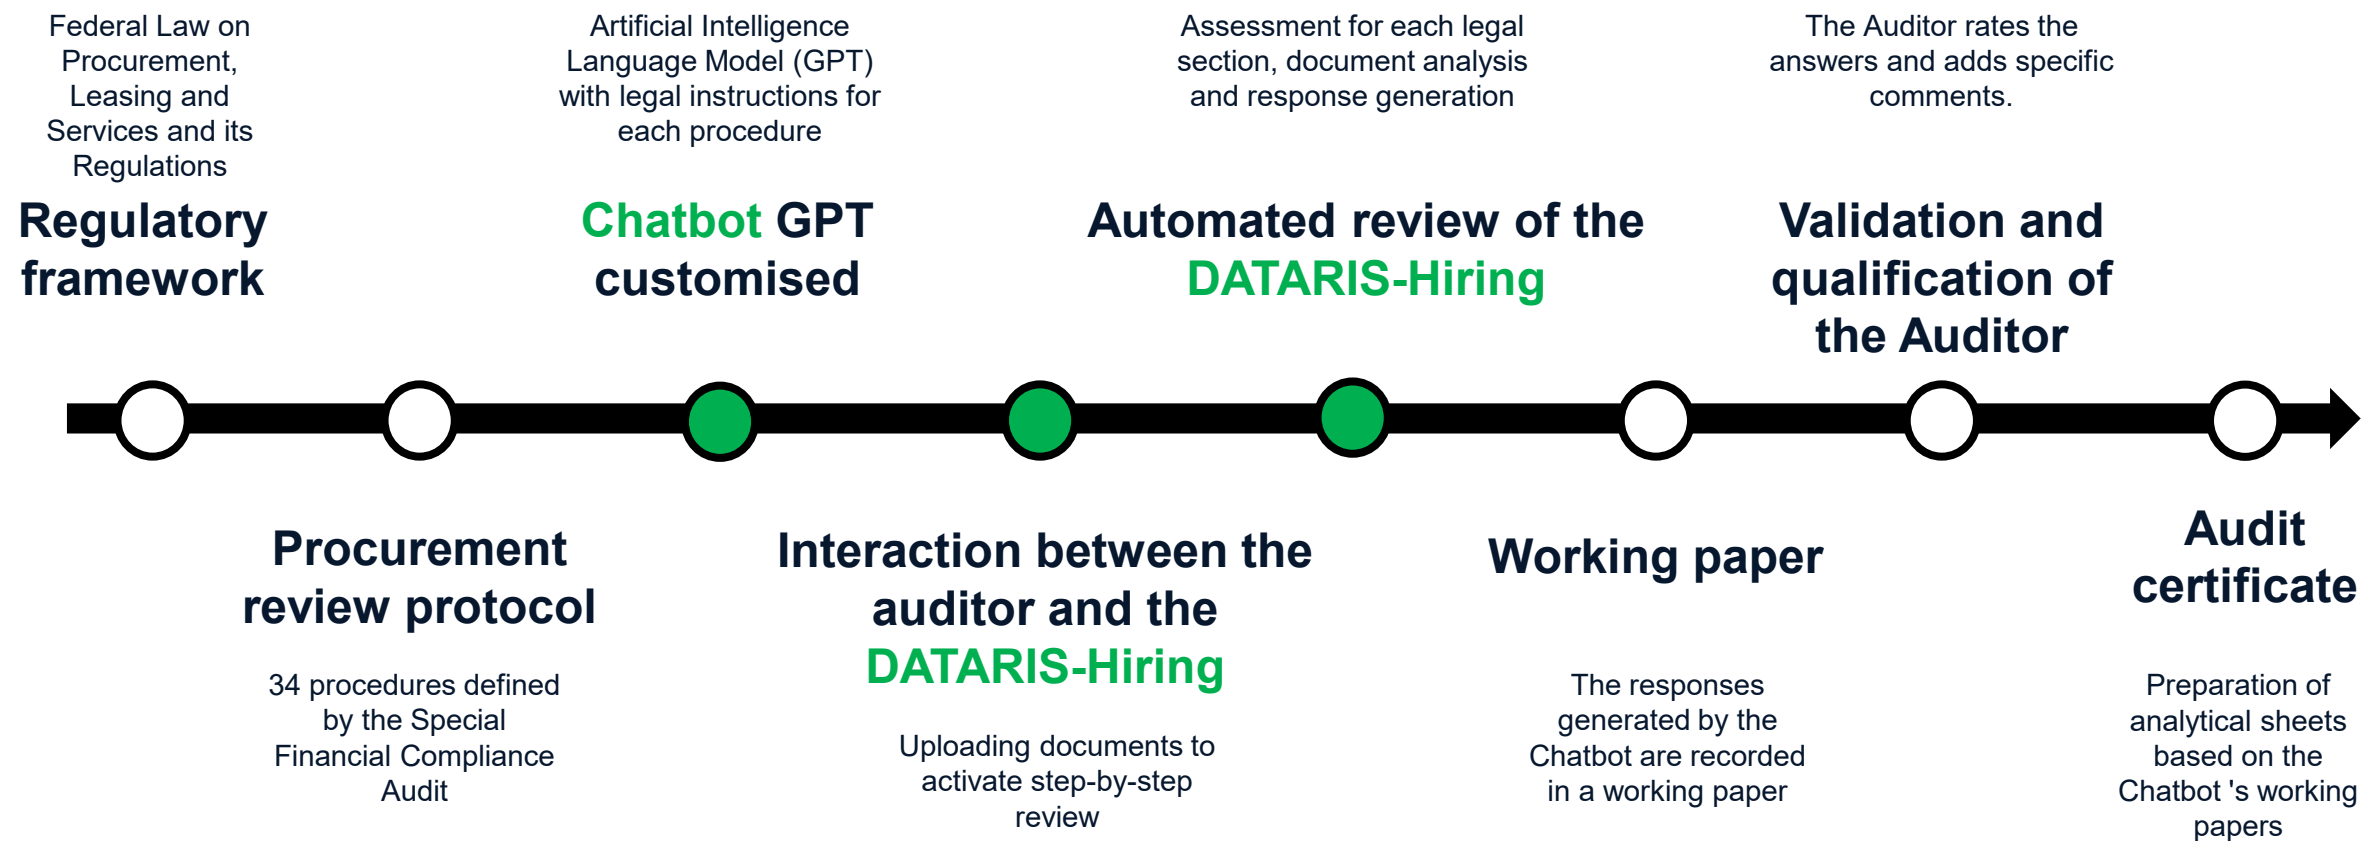 Federal Law on
Procurement,
Leasing and
Services and its
Regulations
Regulatory
framework
Procurement
review protocol
34 procedures defined
by the Special
Financial Compliance
Audit
Artificial Intelligence
Language Model (GPT)
with legal instructions for
each procedure
Chatbot GPT
customised
Interaction between the
auditor and the
DATARIS-Hiring
Uploading documents to
activate step-by-step
review
Assessment for each legal
section, document analysis
and response generation
Automated review of the
DATARIS-Hiring
Working paper
The responses
generated by the
Chatbot are recorded
in a working paper
The Auditor rates the
answers and adds specific
comments.
Validation and
qualification of
the Auditor
Audit
certificate
Preparation of
analytical sheets
based on the
Chatbot 's working
papers